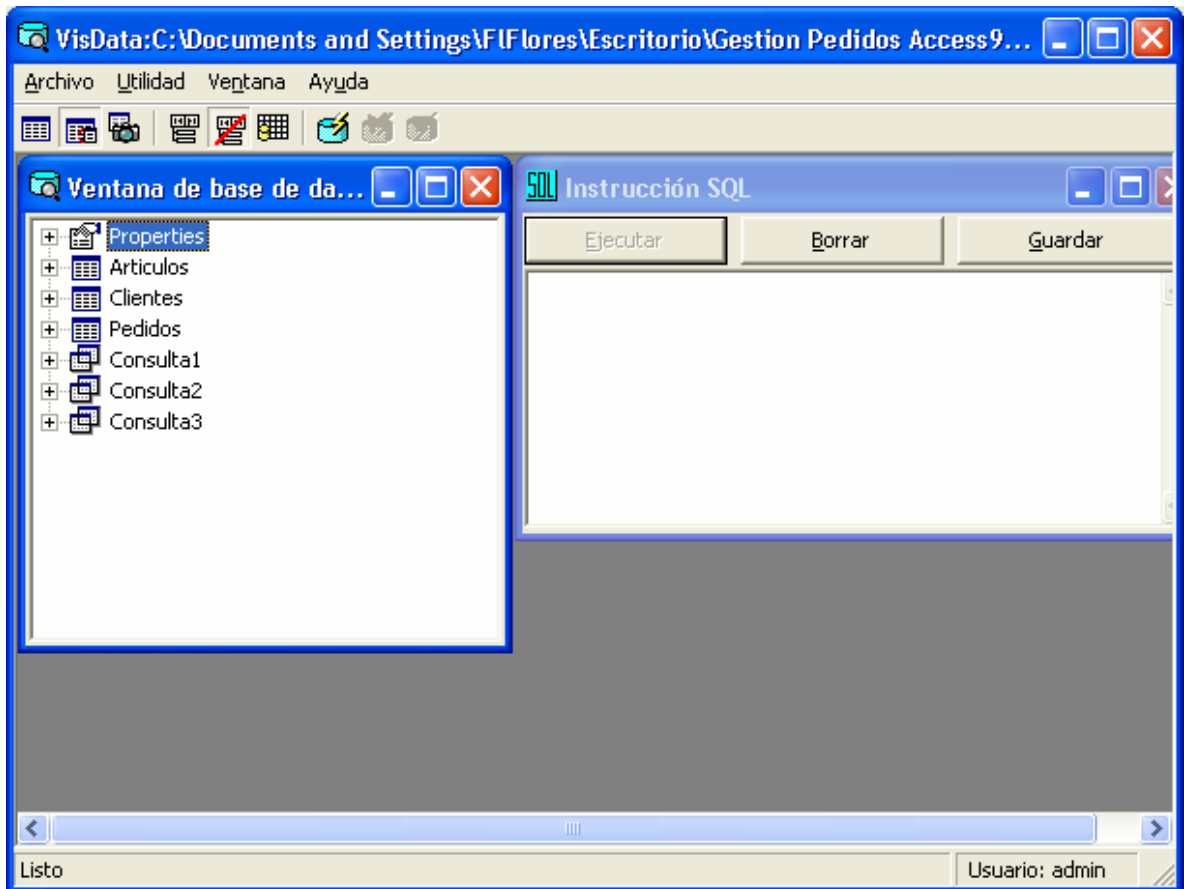 VisData:C:\Documents and Settings\FlFlores\Escritorio\Gestion Pedidos Access9...
Archivo Utilidad Ventana Ayuda
Ventana de base de da...
Properties
Articulos
Clientes
Pedidos
Consulta1
Consulta2
Consulta3
SQL Instrucción SQL
Ejecutar Borrar Guardar
Listo
Usuario: admin